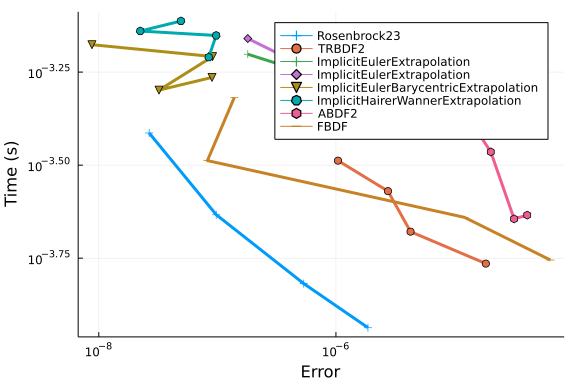 Rosenbrock23
TRBDF2
ImplicitEulerExtrapolation
ImplicitEulerExtrapolation
ImplicitEulerBarycentricExtrapolation
ImplicitHairerWannerExtrapolation
ABDF2
FBDF
10^−3.25
10^−3.50
10^−3.75
Time (s)
10^−8
10^−6
Error